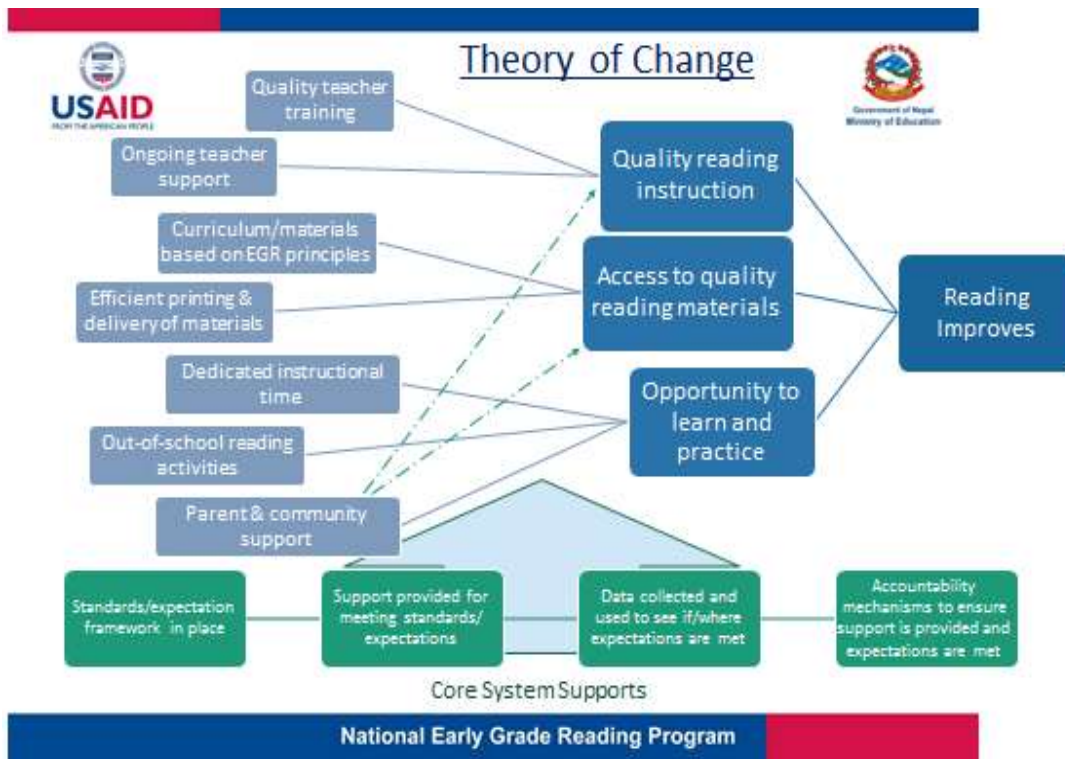 Theory of Change
USAID
FROM THE AMERICAN PEOPLE
Government of Nepal
Ministry of Education
Quality teacher
training
Ongoing teacher
support
Curriculum/materials
based on EGR principles
Efficient printing &
delivery of materials
Dedicated instructional
time
Out-of-school reading
activities
Parent & community
support
Quality reading
instruction
Access to quality
reading materials
Opportunity to
learn and
practice
Reading
Improves
Standards/expectation
framework in place
Support provided for
meeting standards/
expectations
Data collected and
used to see if/where
expectations are met
Accountability
mechanisms to ensure
support is provided and
expectations are met
Core System Supports
National Early Grade Reading Program